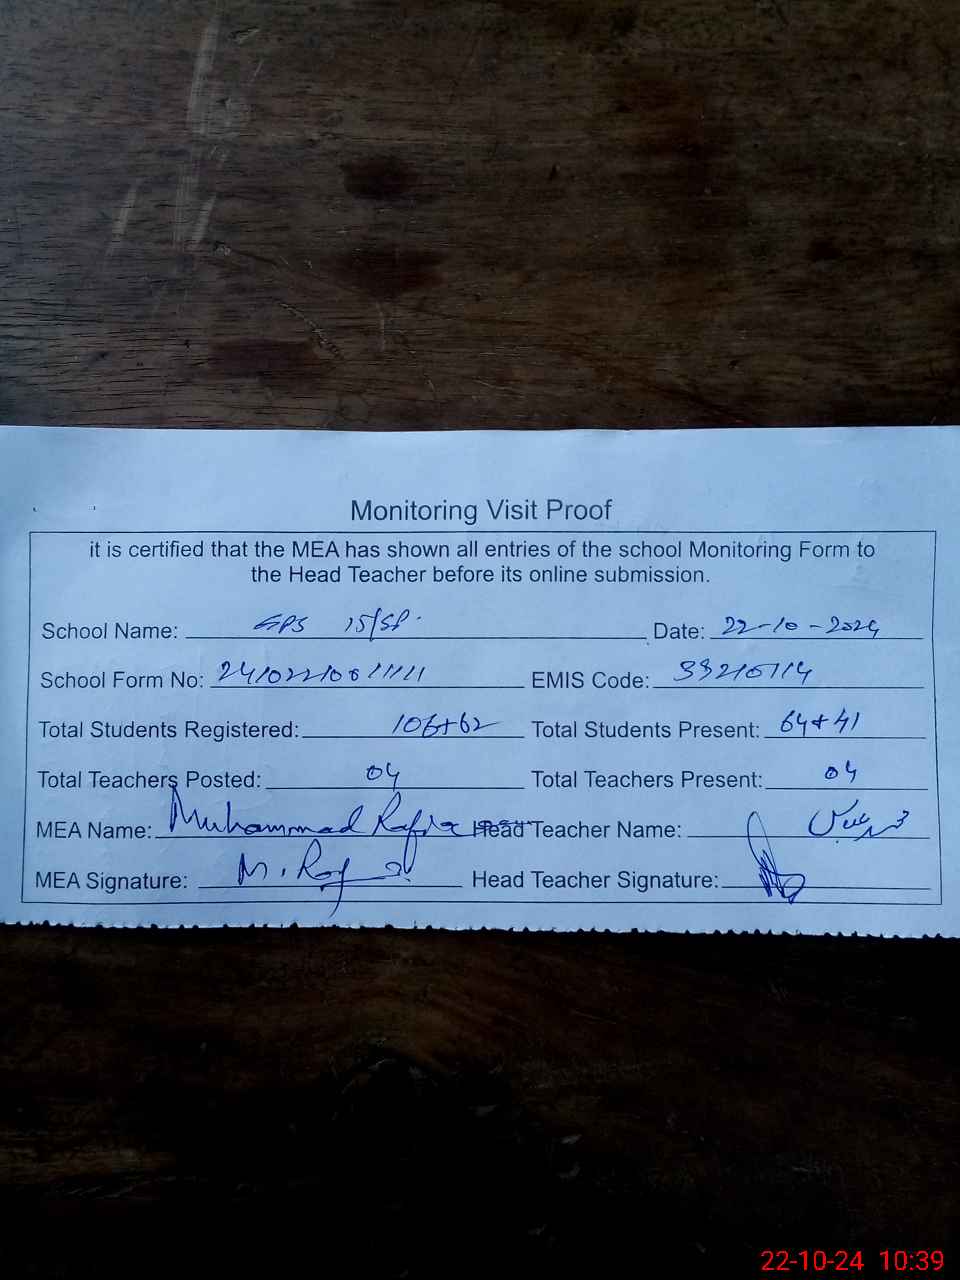 Monitoring Visit Proof
it is certified that the MEA has shown all entries of the school Monitoring Form to
the Head Teacher before its online submission.
School Name: GPS 15/SP. Date: 22-10-2024
School Form No: EMIS Code:
Total Students Registered: 106+62 Total Students Present: 64+41
Total Teachers Posted: 04 Total Teachers Present: 04
MEA Name: Muhammad Head Teacher Name:
MEA Signature: Head Teacher Signature:
22-10-24 10:39